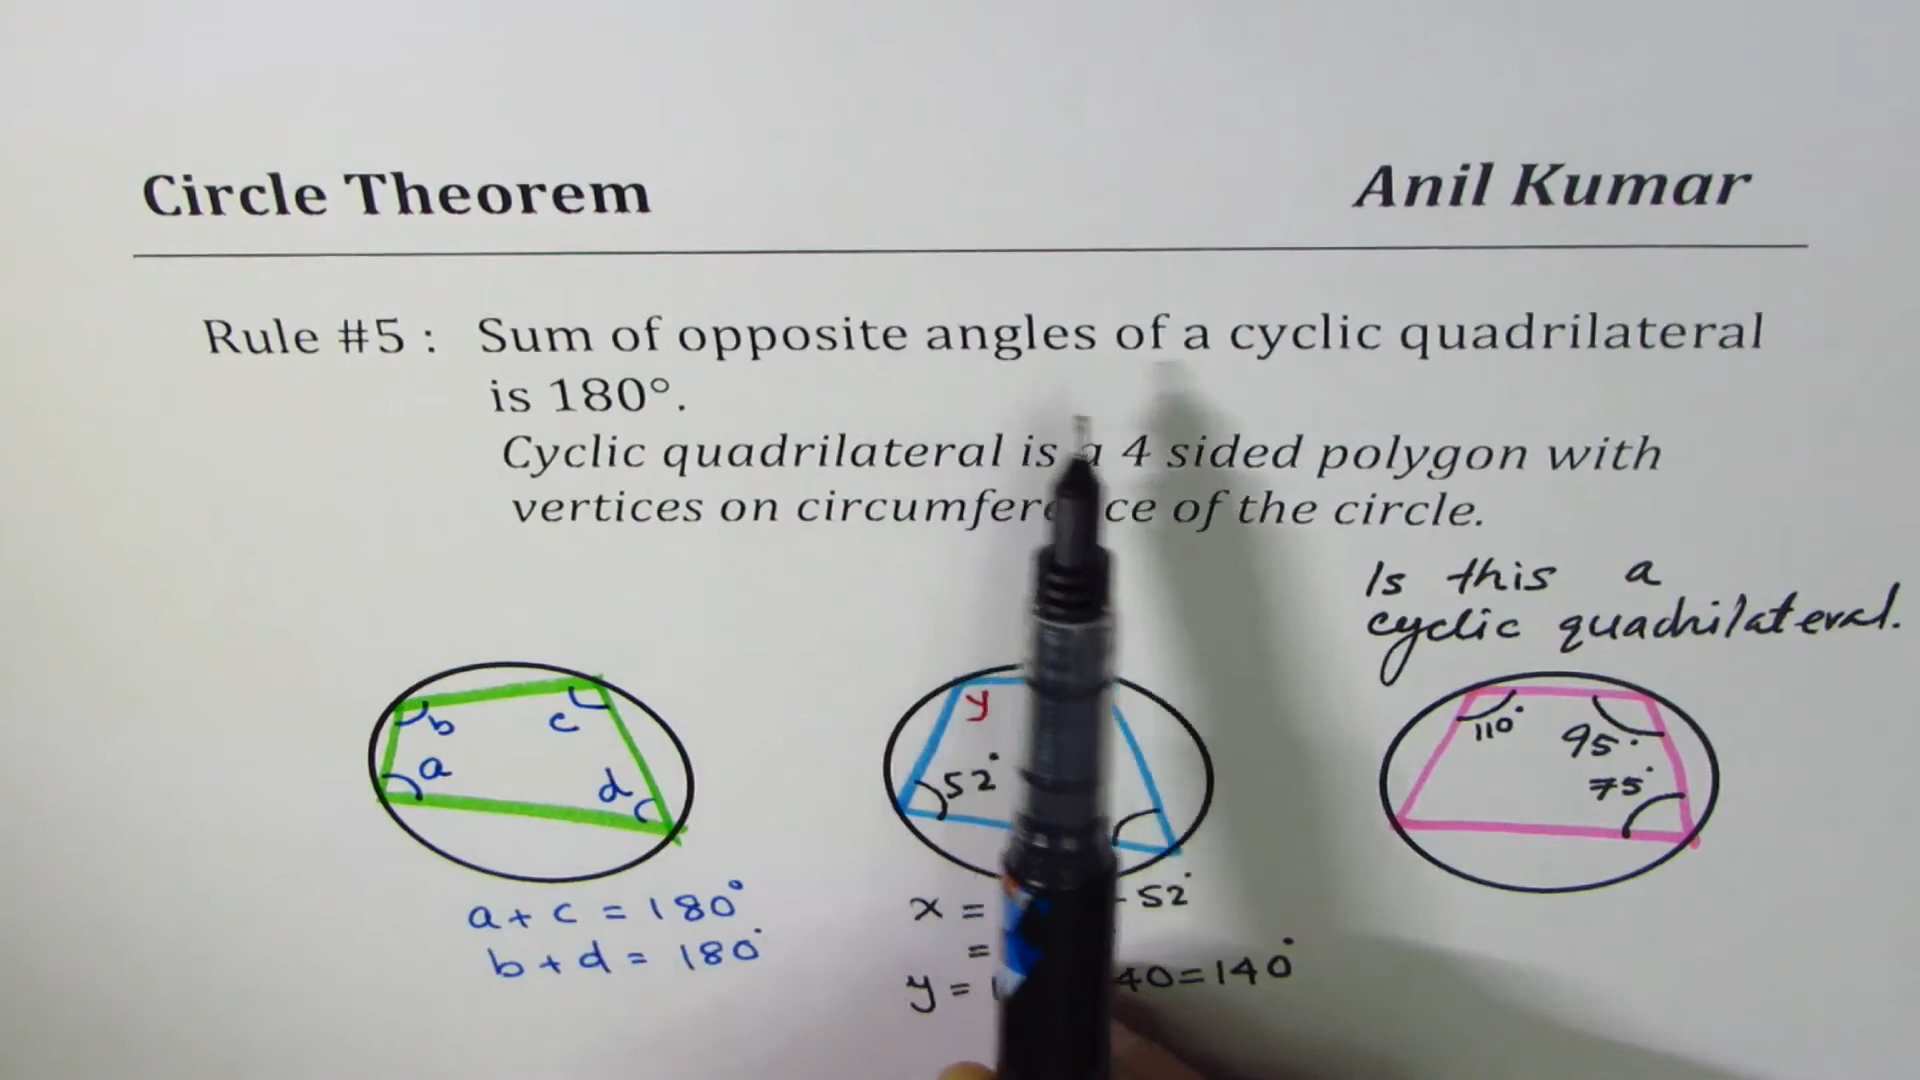 Circle Theorem
Anil Kumar
Rule #5 : Sum of opposite angles of a cyclic quadrilateral
is 180°.
Cyclic quadrilateral is a 4 sided polygon with
vertices on circumference of the circle.
Is this a
cyclic quadrilateral.
b c
a d
a + c = 180°
b + d = 180°
y
52°
x = - 52°
=
y = 40 = 140°
110° 95°
75°